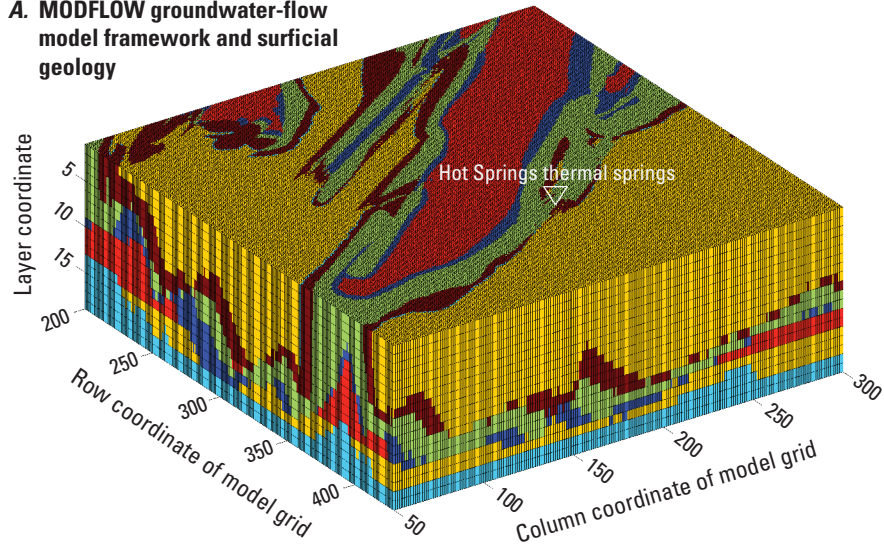 A. MODFLOW groundwater-flow
model framework and surficial
geology
Hot Springs thermal springs
Layer coordinate
5
10
15
200
250
300
350
400
Row coordinate of model grid
50
100
150
200
250
300
Column coordinate of model grid